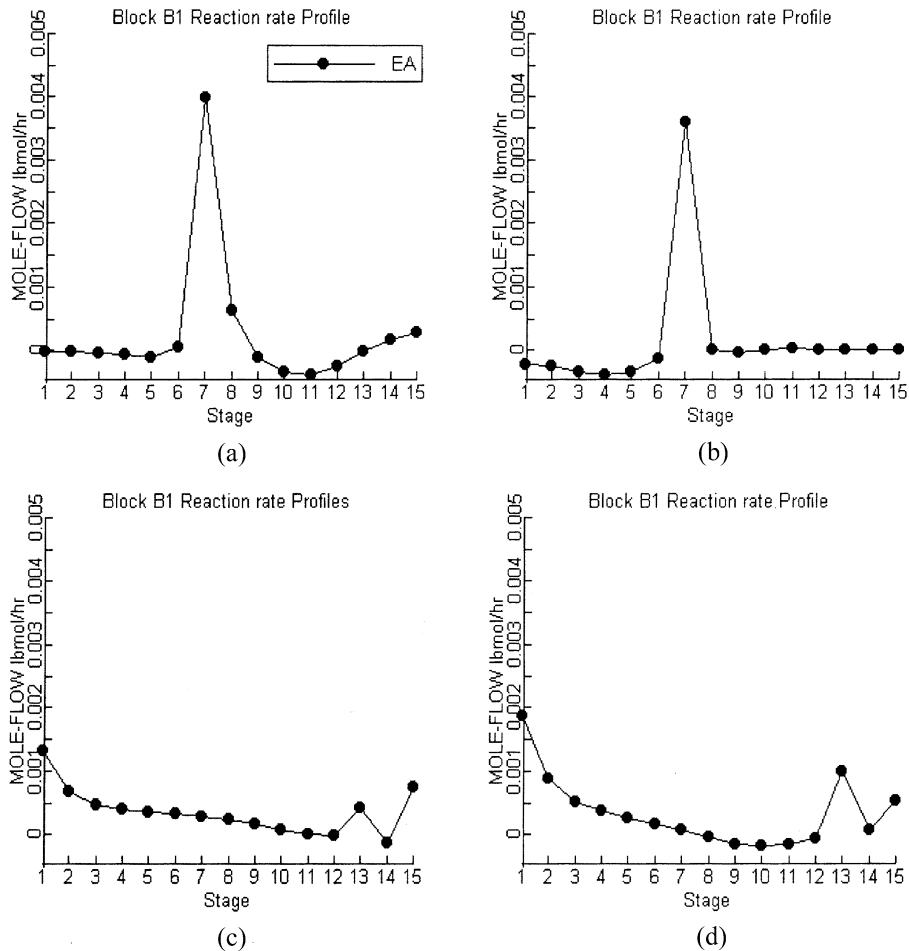 Block B1 Reaction rate Profile
EA
MOLE-FLOW lbmol/hr
0 0.001 0.002 0.003 0.004 0.005
1 2 3 4 5 6 7 8 9 10 11 12 13 14 15
Stage
(a)
Block B1 Reaction rate Profile
MOLE-FLOW lbmol/hr
0 0.001 0.002 0.003 0.004 0.005
1 2 3 4 5 6 7 8 9 10 11 12 13 14 15
Stage
(b)
Block B1 Reaction rate Profiles
MOLE-FLOW lbmol/hr
0 0.001 0.002 0.003 0.004 0.005
1 2 3 4 5 6 7 8 9 10 11 12 13 14 15
Stage
(c)
Block B1 Reaction rate Profile
MOLE-FLOW lbmol/hr
0 0.001 0.002 0.003 0.004 0.005
1 2 3 4 5 6 7 8 9 10 11 12 13 14 15
Stage
(d)